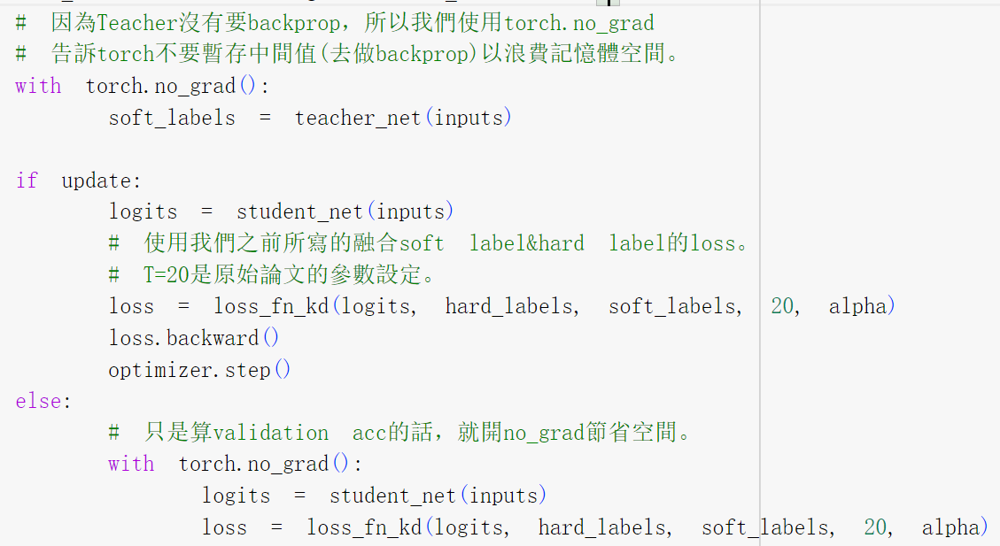 # 因為Teacher沒有要backprop，所以我們使用torch.no_grad
# 告訴torch不要暫存中間值(去做backprop)以浪費記憶體空間。
with torch.no_grad():
soft_labels = teacher_net(inputs)
if update:
logits = student_net(inputs)
# 使用我們之前所寫的融合soft label&hard label的loss。
# T=20是原始論文的參數設定。
loss = loss_fn_kd(logits, hard_labels, soft_labels, 20, alpha)
loss.backward()
optimizer.step()
else:
# 只是算validation acc的話，就開no_grad節省空間。
with torch.no_grad():
logits = student_net(inputs)
loss = loss_fn_kd(logits, hard_labels, soft_labels, 20, alpha)